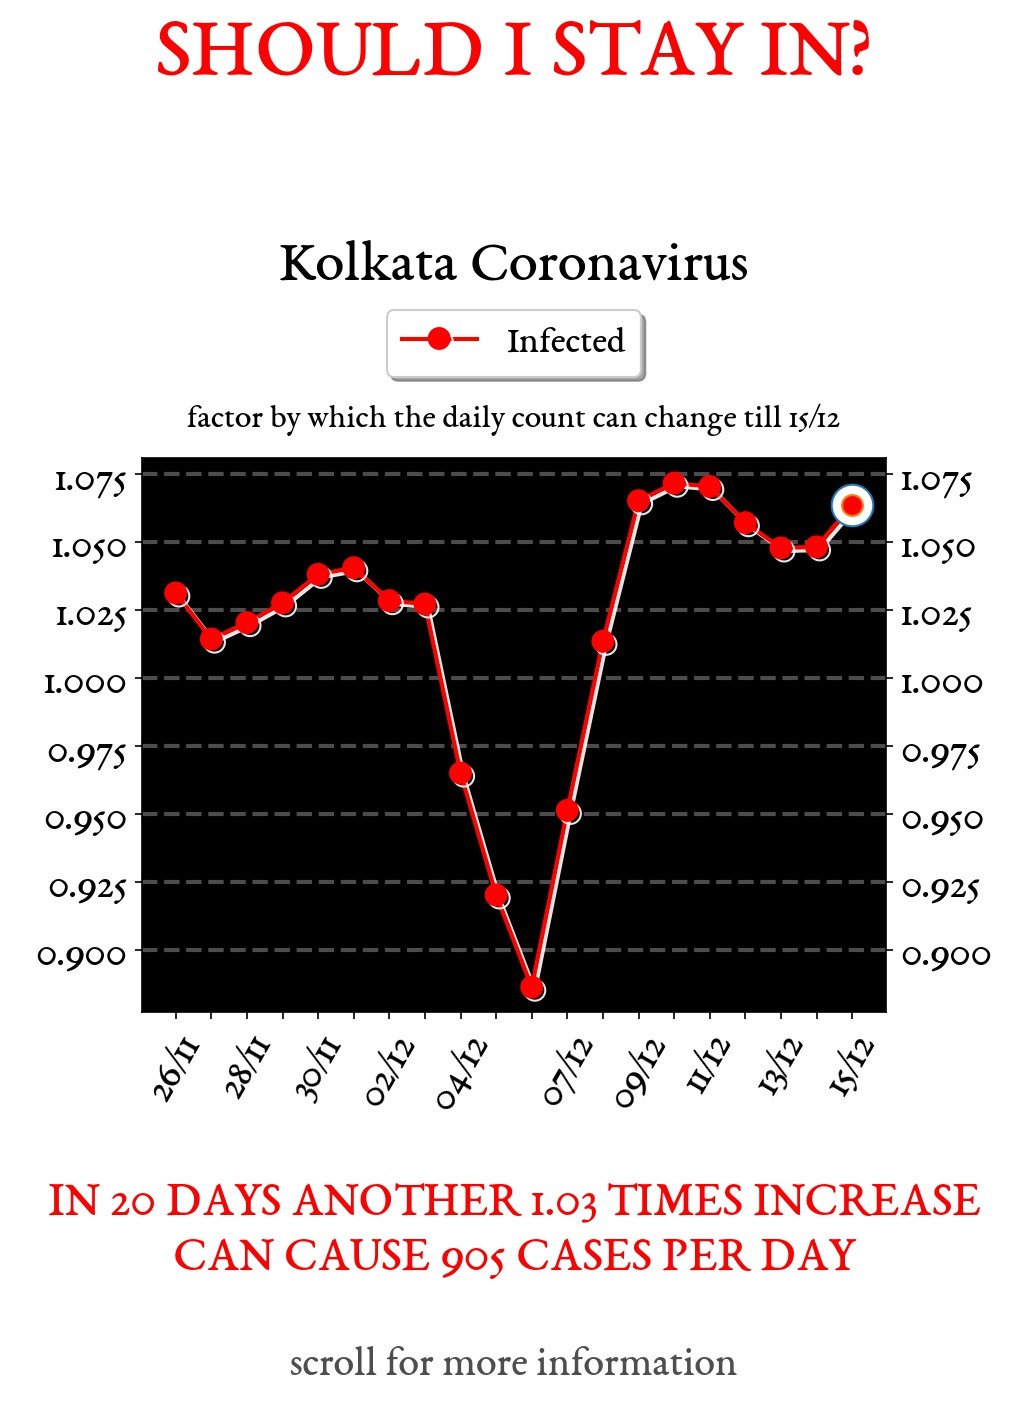 SHOULD I STAY IN?
Kolkata Coronavirus
Infected
factor by which the daily count can change till 15/12
1.075 1.075
1.050 1.050
1.025 1.025
1.000 1.000
0.975 0.975
0.950 0.950
0.925 0.925
0.900 0.900
26/11 28/11 30/11 02/12 04/12 07/12 09/12 11/12 13/12 15/12
IN 20 DAYS ANOTHER 1.03 TIMES INCREASE
CAN CAUSE 905 CASES PER DAY
scroll for more information